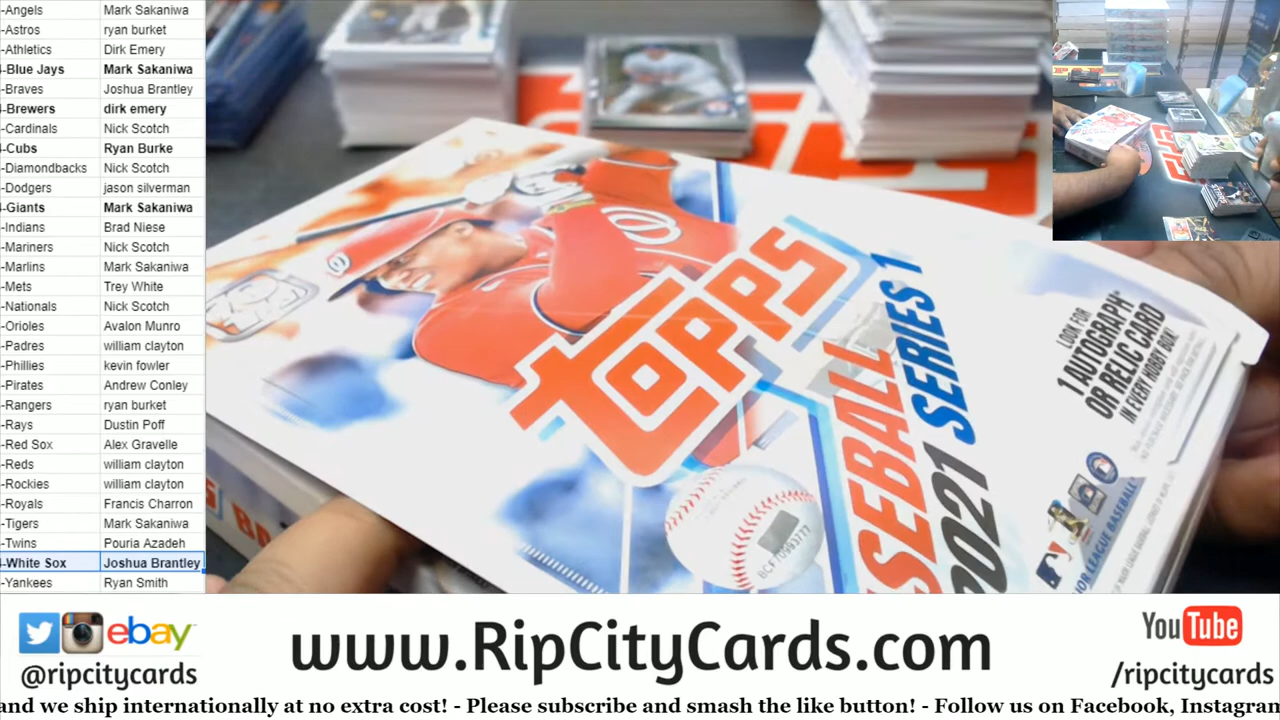 -Angels Mark Sakaniwa
-Astros ryan burket
-Athletics Dirk Emery
-Blue Jays Mark Sakaniwa
-Braves Joshua Brantley
-Brewers dirk emery
-Cardinals Nick Scotch
-Cubs Ryan Burke
-Diamondbacks Nick Scotch
-Dodgers jason silverman
-Giants Mark Sakaniwa
-Indians Brad Niese
-Mariners Nick Scotch
-Marlins Mark Sakaniwa
-Mets Trey White
-Nationals Nick Scotch
-Orioles Avalon Munro
-Padres william clayton
-Phillies kevin fowler
-Pirates Andrew Conley
-Rangers ryan burket
-Rays Dustin Poff
-Red Sox Alex Gravelle
-Reds william clayton
-Rockies william clayton
-Royals Francis Charron
-Tigers Mark Sakaniwa
-Twins Pouria Azadeh
-White Sox Joshua Brantley
-Yankees Ryan Smith
TOPPS
SEBALL
2021 SERIES 1
LOOK FOR
1 AUTOGRAPH*
OR RELIC CARD
IN EVERY HOBBY BOX!
JOR LEAGUE BASEBALL
ebay
@ripcitycards
www.RipCityCards.com
YouTube
/ripcitycards
and we ship internationally at no extra cost! - Please subscribe and smash the like button! - Follow us on Facebook, Instagran